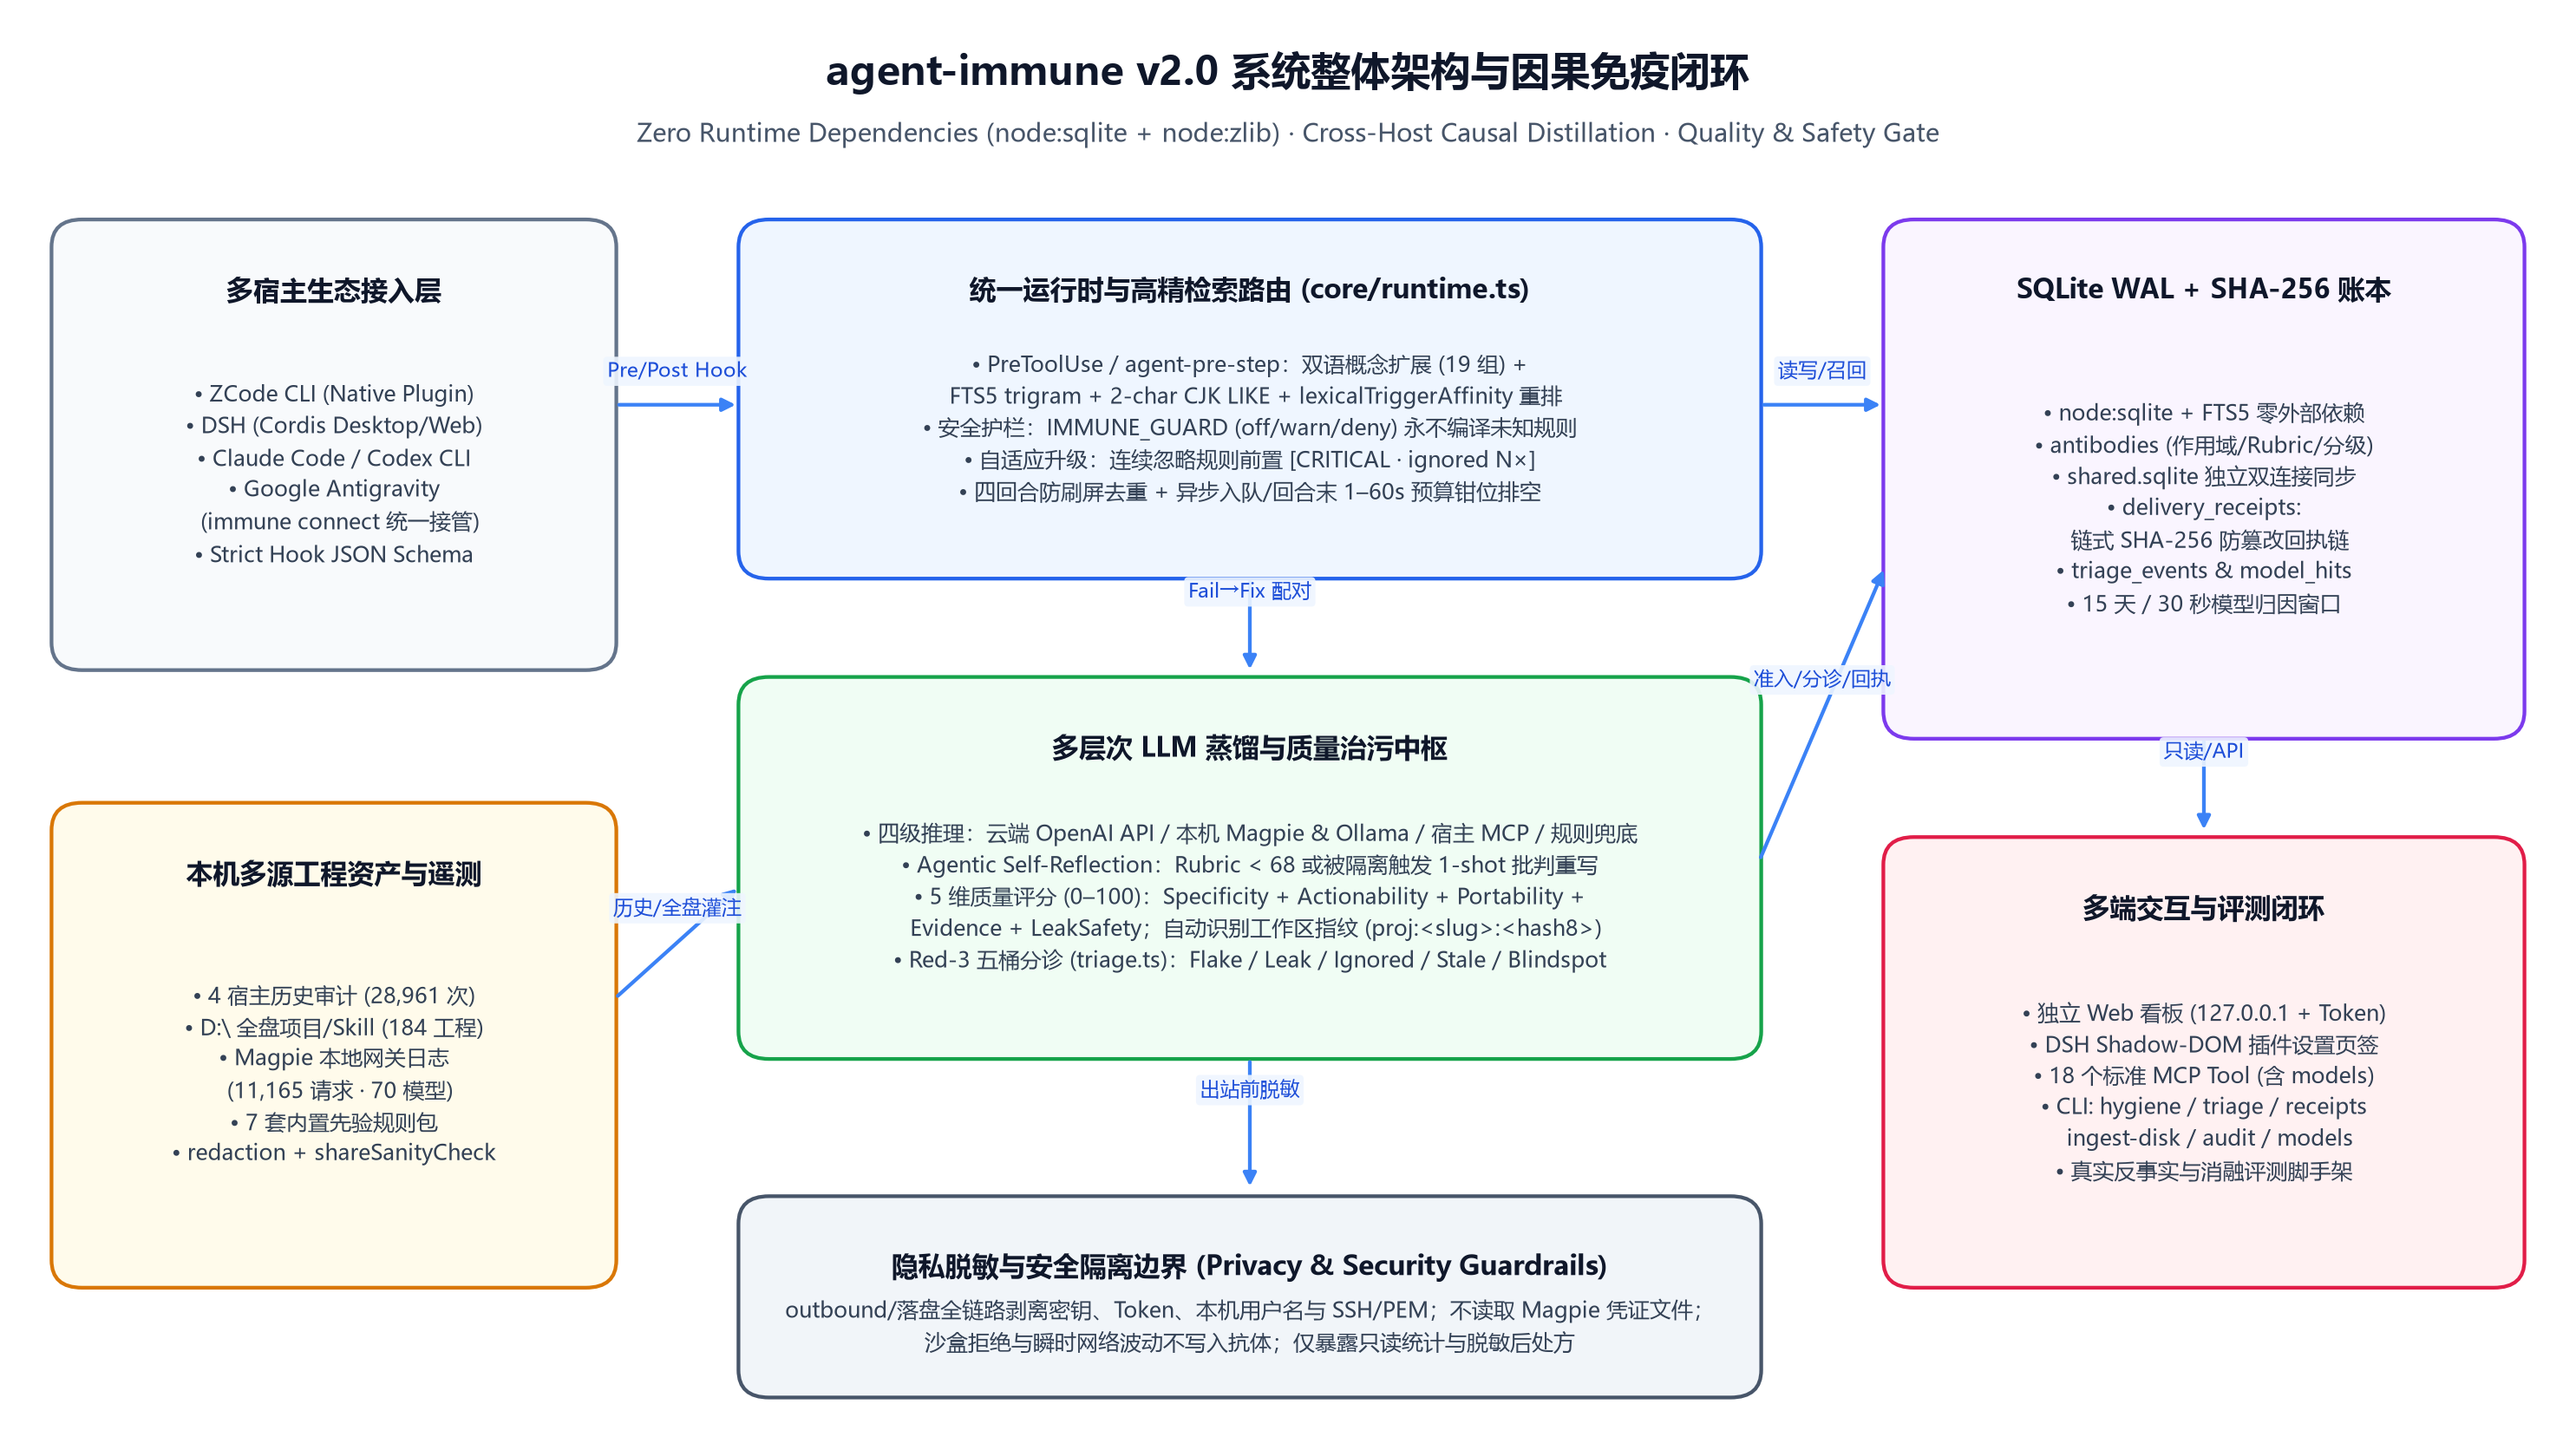 agent-immune v2.0 系统整体架构与因果免疫闭环
Zero Runtime Dependencies (node:sqlite + node:zlib) · Cross-Host Causal Distillation · Quality & Safety Gate
多宿主生态接入层
• ZCode CLI (Native Plugin)
• DSH (Cordis Desktop/Web)
• Claude Code / Codex CLI
• Google Antigravity
(immune connect 统一接管)
• Strict Hook JSON Schema
Pre/Post Hook
统一运行时与高精检索路由 (core/runtime.ts)
• PreToolUse / agent-pre-step：双语概念扩展 (19 组) +
FTS5 trigram + 2-char CJK LIKE + lexicalTriggerAffinity 重排
• 安全护栏：IMMUNE_GUARD (off/warn/deny) 永不编译未知规则
• 自适应升级：连续忽略规则前置 [CRITICAL · ignored N×]
• 四回合防刷屏去重 + 异步入队/回合末 1–60s 预算钳位排空
读写/召回
SQLite WAL + SHA-256 账本
• node:sqlite + FTS5 零外部依赖
• antibodies (作用域/Rubric/分级)
• shared.sqlite 独立双连接同步
• delivery_receipts:
链式 SHA-256 防篡改回执链
• triage_events & model_hits
• 15 天 / 30 秒模型归因窗口
Fail→Fix 配对
准入/分诊/回执
只读/API
本机多源工程资产与遥测
• 4 宿主历史审计 (28,961 次)
• D:\ 全盘项目/Skill (184 工程)
• Magpie 本地网关日志
(11,165 请求 · 70 模型)
• 7 套内置先验规则包
• redaction + shareSanityCheck
历史/全盘灌注
多层次 LLM 蒸馏与质量治污中枢
• 四级推理：云端 OpenAI API / 本机 Magpie & Ollama / 宿主 MCP / 规则兜底
• Agentic Self-Reflection：Rubric < 68 或被隔离触发 1-shot 批判重写
• 5 维质量评分 (0–100)：Specificity + Actionability + Portability +
Evidence + LeakSafety；自动识别工作区指纹 (proj:<slug>:<hash8>)
• Red-3 五桶分诊 (triage.ts)：Flake / Leak / Ignored / Stale / Blindspot
多端交互与评测闭环
• 独立 Web 看板 (127.0.0.1 + Token)
• DSH Shadow-DOM 插件设置页签
• 18 个标准 MCP Tool (含 models)
• CLI: hygiene / triage / receipts
ingest-disk / audit / models
• 真实反事实与消融评测脚手架
出站前脱敏
隐私脱敏与安全隔离边界 (Privacy & Security Guardrails)
outbound/落盘全链路剥离密钥、Token、本机用户名与 SSH/PEM；不读取 Magpie 凭证文件；
沙盒拒绝与瞬时网络波动不写入抗体；仅暴露只读统计与脱敏后处方